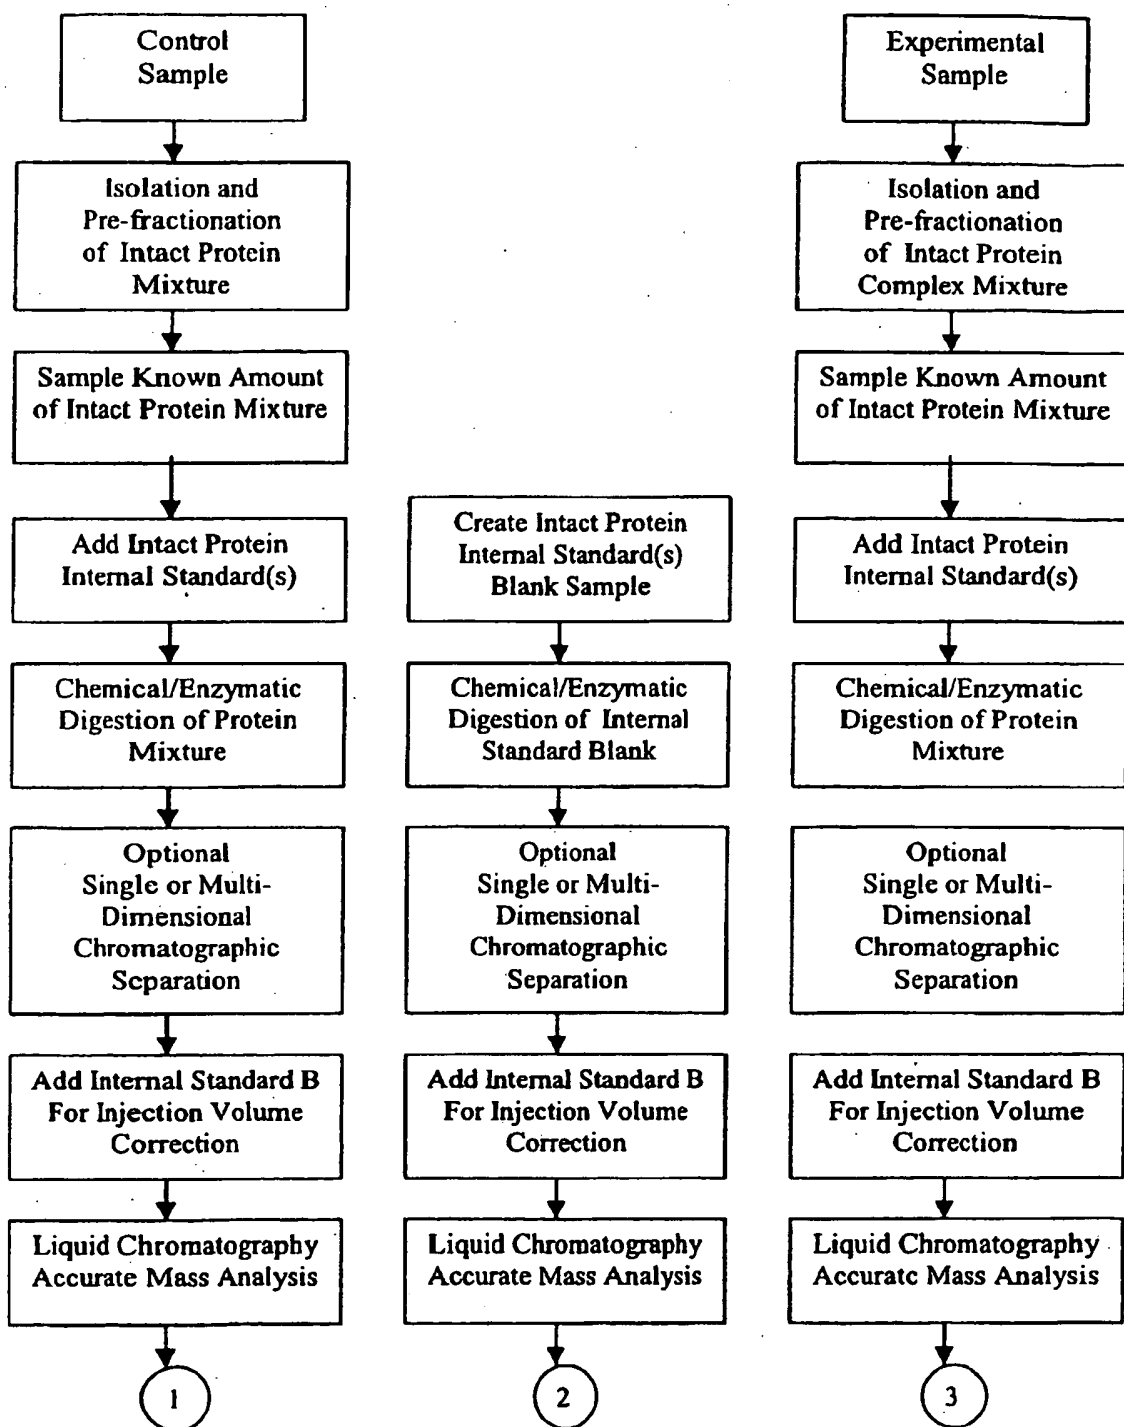 Control
Sample
Isolation and
Pre-fractionation
of Intact Protein
Mixture
Sample Known Amount
of Intact Protein Mixture
Add Intact Protein
Internal Standard(s)
Chemical/Enzymatic
Digestion of Protein
Mixture
Optional
Single or Multi-
Dimensional
Chromatographic
Separation
Add Internal Standard B
For Injection Volume
Correction
Liquid Chromatography
Accurate Mass Analysis
1
Create Intact Protein
Internal Standard(s)
Blank Sample
Chemical/Enzymatic
Digestion of Internal
Standard Blank
Optional
Single or Multi-
Dimensional
Chromatographic
Separation
Add Internal Standard B
For Injection Volume
Correction
Liquid Chromatography
Accurate Mass Analysis
2
Experimental
Sample
Isolation and
Pre-fractionation
of Intact Protein
Complex Mixture
Sample Known Amount
of Intact Protein Mixture
Add Intact Protein
Internal Standard(s)
Chemical/Enzymatic
Digestion of Protein
Mixture
Optional
Single or Multi-
Dimensional
Chromatographic
Separation
Add Internal Standard B
For Injection Volume
Correction
Liquid Chromatography
Accurate Mass Analysis
3